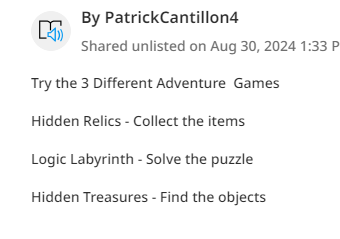 By PatrickCantillon4
Shared unlisted on Aug 30, 2024 1:33 P
Try the 3 Different Adventure  Games
Hidden Relics - Collect the items
Logic Labyrinth - Solve the puzzle
Hidden Treasures - Find the objects